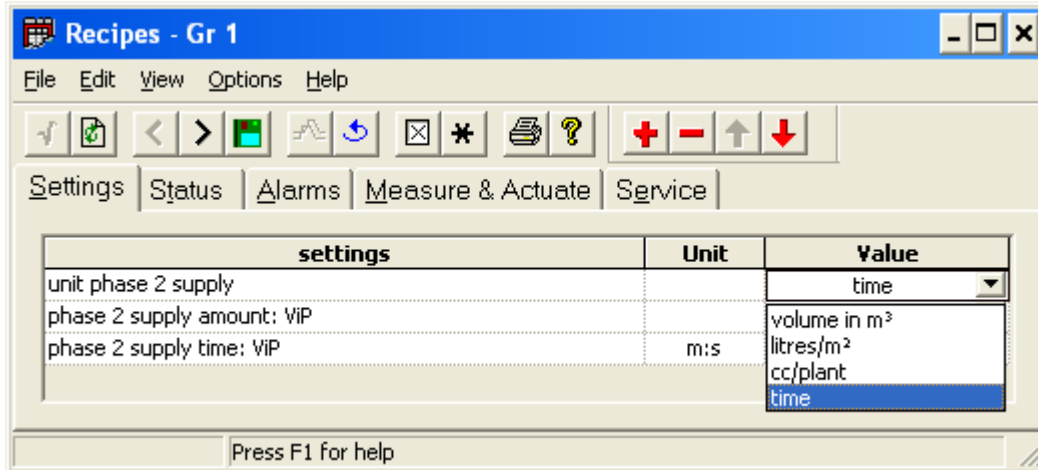 Recipes - Gr 1
File Edit View Options Help
Settings Status Alarms Measure & Actuate Service
settings Unit Value
unit phase 2 supply time
phase 2 supply amount: ViP volume in m³
phase 2 supply time: ViP m:s litres/m²
cc/plant
time
Press F1 for help